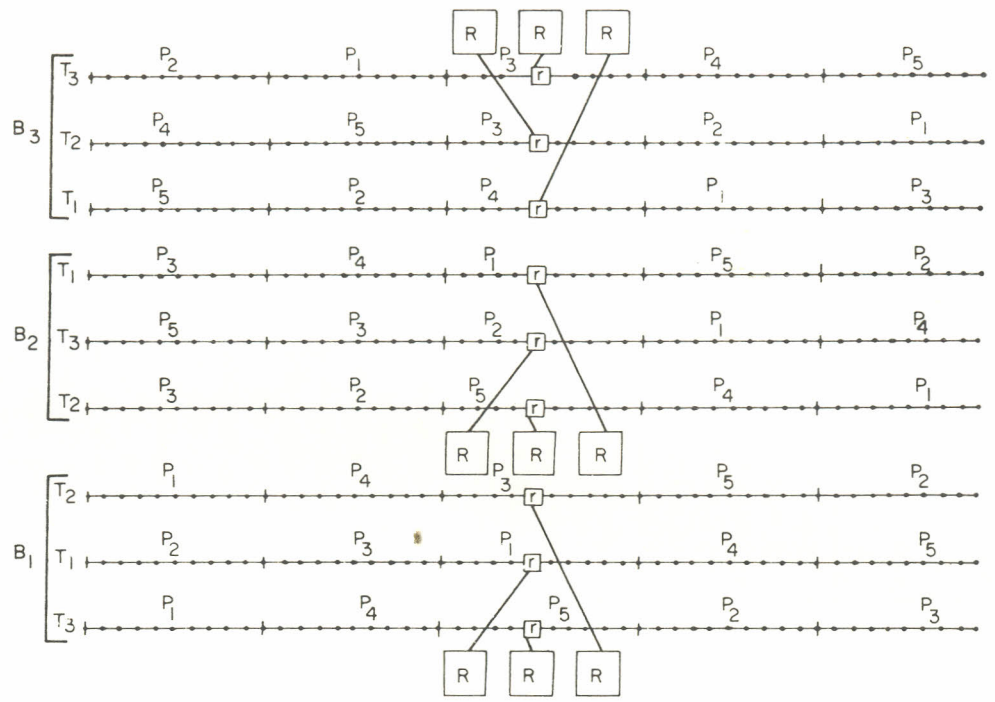 R R R
T3 P2 P1 P3 r P4 P5
B3 T2 P4 P5 P3 r P2 P1
T1 P5 P2 P4 r P1 P3
T1 P3 P4 P1 r P5 P2
B2 T3 P5 P3 P2 r P1 P4
T2 P3 P2 P5 r P4 P1
R R R
T2 P1 P4 P3 r P5 P2
B1 T1 P2 P3 P1 r P4 P5
T3 P1 P4 r P5 P2 P3
R R R